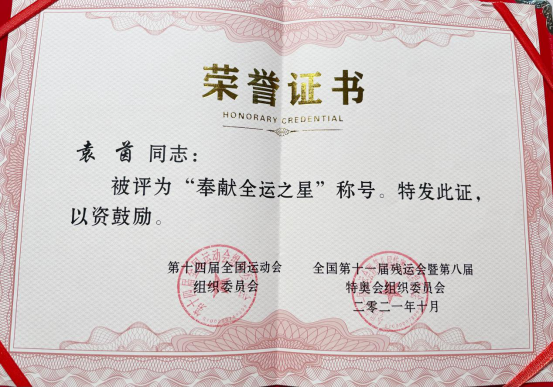 荣誉证书
HONORARY CREDENTIAL
袁茵同志：
被评为“奉献全运之星”称号。特发此证，
以资鼓励。
第十四届全国运动会
组织委员会
全国第十一届残运会暨第八届
特奥会组织委员会
二零二一年十月